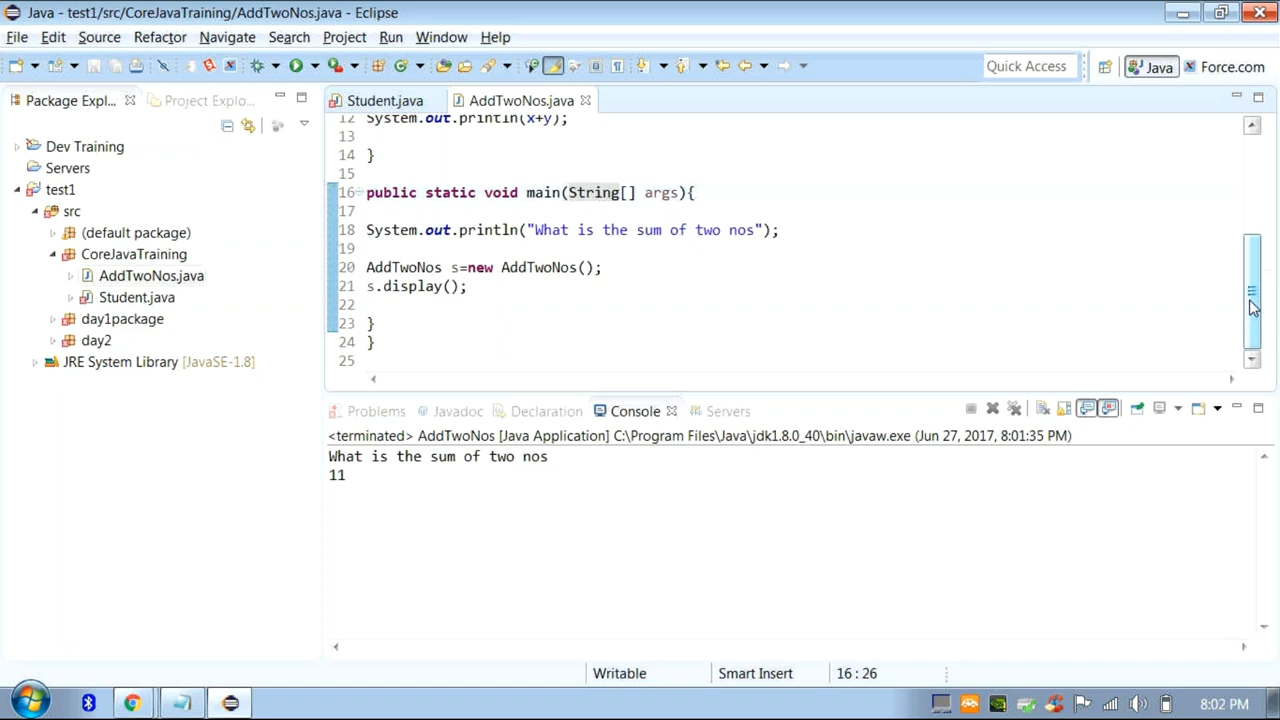 Java - test1/src/CoreJavaTraining/AddTwoNos.java - Eclipse
File Edit Source Refactor Navigate Search Project Run Window Help
Quick Access Java Force.com
Package Expl... Project Explo...
Dev Training
Servers
test1
src
(default package)
CoreJavaTraining
AddTwoNos.java
Student.java
day1package
day2
JRE System Library [JavaSE-1.8]
Student.java AddTwoNos.java
12 System.out.println(x+y);
13
14 }
15
16 public static void main(String[] args){
17
18 System.out.println("What is the sum of two nos");
19
20 AddTwoNos s=new AddTwoNos();
21 s.display();
22
23 }
24 }
25
Problems @ Javadoc Declaration Console Servers
<terminated> AddTwoNos [Java Application] C:\Program Files\Java\jdk1.8.0_40\bin\javaw.exe (Jun 27, 2017, 8:01:35 PM)
What is the sum of two nos
11
Writable Smart Insert 16 : 26
8:02 PM